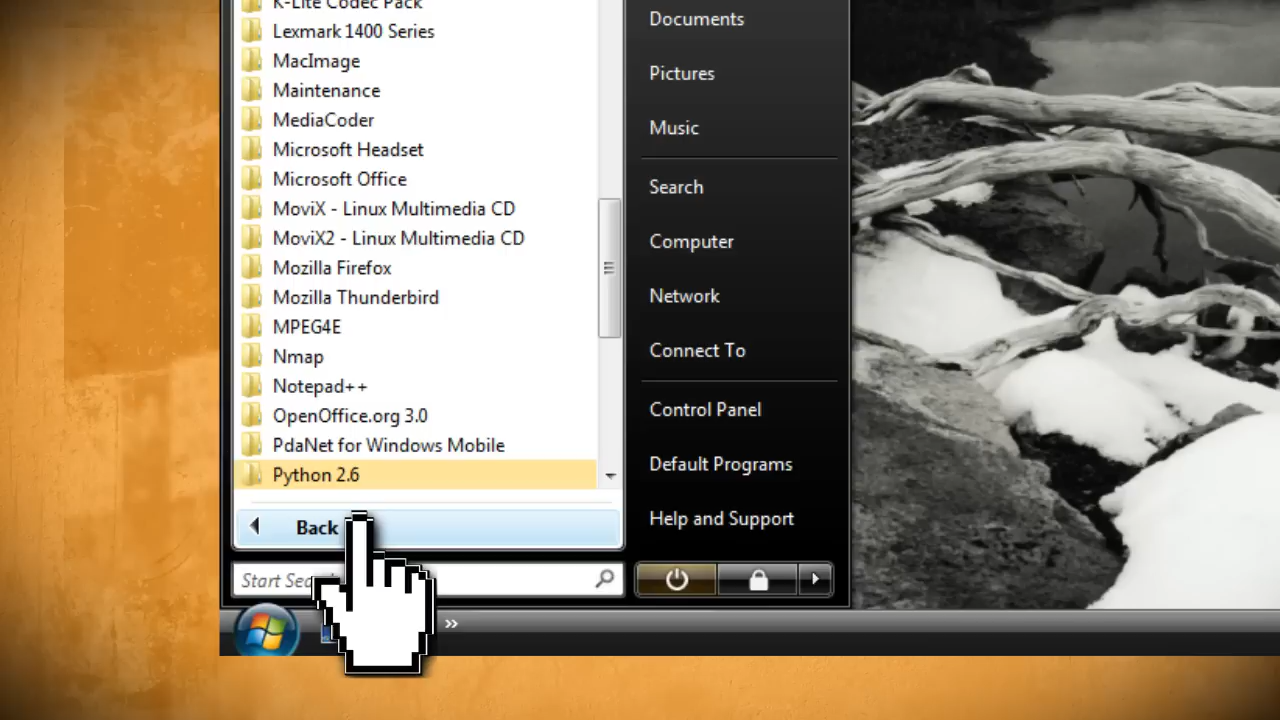 K-Lite Codec Pack
Lexmark 1400 Series
MacImage
Maintenance
MediaCoder
Microsoft Headset
Microsoft Office
MoviX - Linux Multimedia CD
MoviX2 - Linux Multimedia CD
Mozilla Firefox
Mozilla Thunderbird
MPEG4E
Nmap
Notepad++
OpenOffice.org 3.0
PdaNet for Windows Mobile
Python 2.6
Back
Start
Documents
Pictures
Music
Search
Computer
Network
Connect To
Control Panel
Default Programs
Help and Support
»